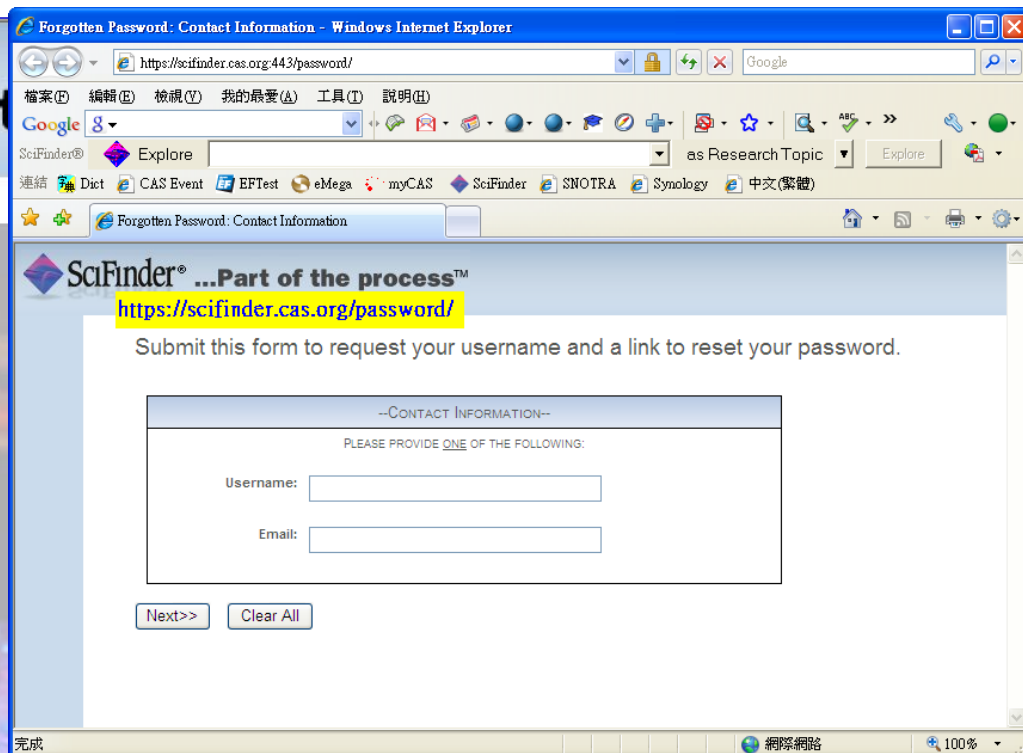 Forgotten Password: Contact Information - Windows Internet Explorer
https://scifinder.cas.org:443/password/
Google
檔案(F) 編輯(E) 檢視(V) 我的最愛(A) 工具(T) 說明(H)
Google
SciFinder® Explore as Research Topic Explore
連結 Dict CAS Event EFTest eMega myCAS SciFinder SNOTRA Synology 中文(繁體)
Forgotten Password: Contact Information
SciFinder® ...Part of the process™
https://scifinder.cas.org/password/
Submit this form to request your username and a link to reset your password.
--Contact Information--
PLEASE PROVIDE ONE OF THE FOLLOWING:
Username:
Email:
Next>> Clear All
完成 網際網路 100%